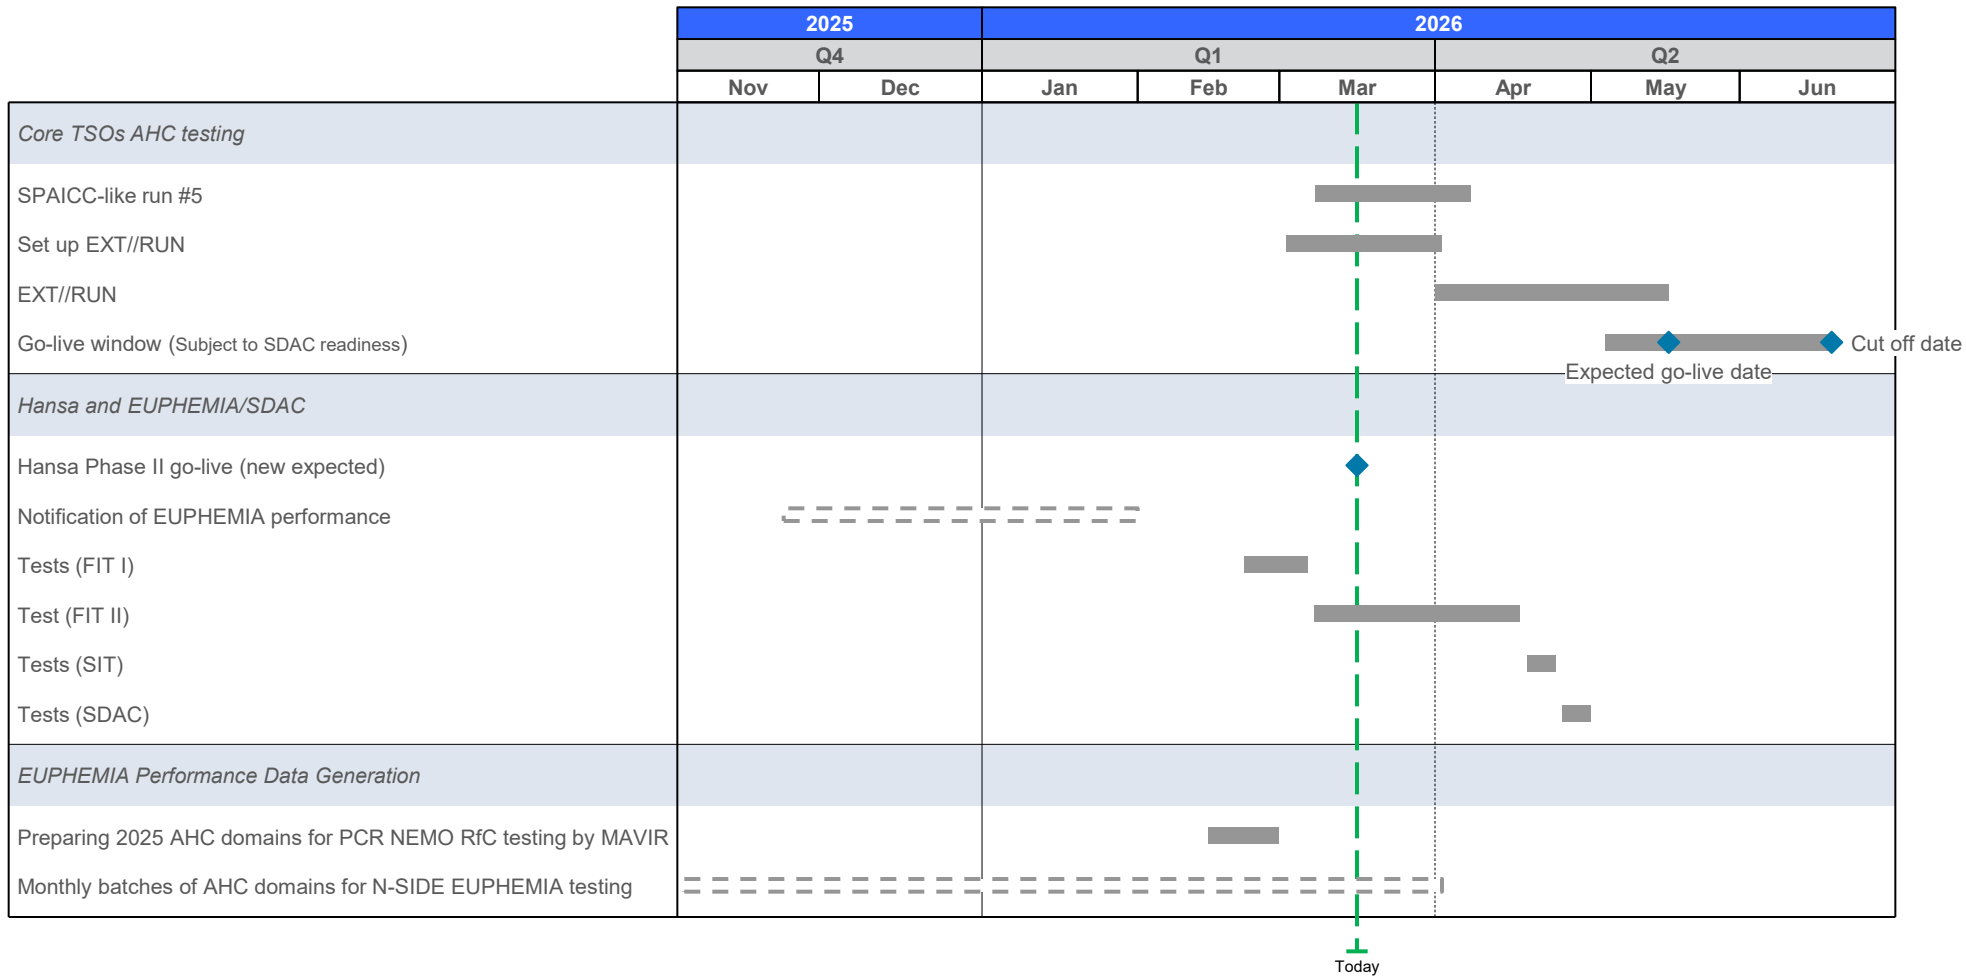 2025 2026
Q4 Q1 Q2
Nov Dec Jan Feb Mar Apr May Jun
Core TSOs AHC testing
SPAICC-like run #5
Set up EXT//RUN
EXT//RUN
Go-live window (Subject to SDAC readiness)
Cut off date
Expected go-live date
Hansa and EUPHEMIA/SDAC
Hansa Phase II go-live (new expected)
Notification of EUPHEMIA performance
Tests (FIT I)
Test (FIT II)
Tests (SIT)
Tests (SDAC)
EUPHEMIA Performance Data Generation
Preparing 2025 AHC domains for PCR NEMO RfC testing by MAVIR
Monthly batches of AHC domains for N-SIDE EUPHEMIA testing
Today